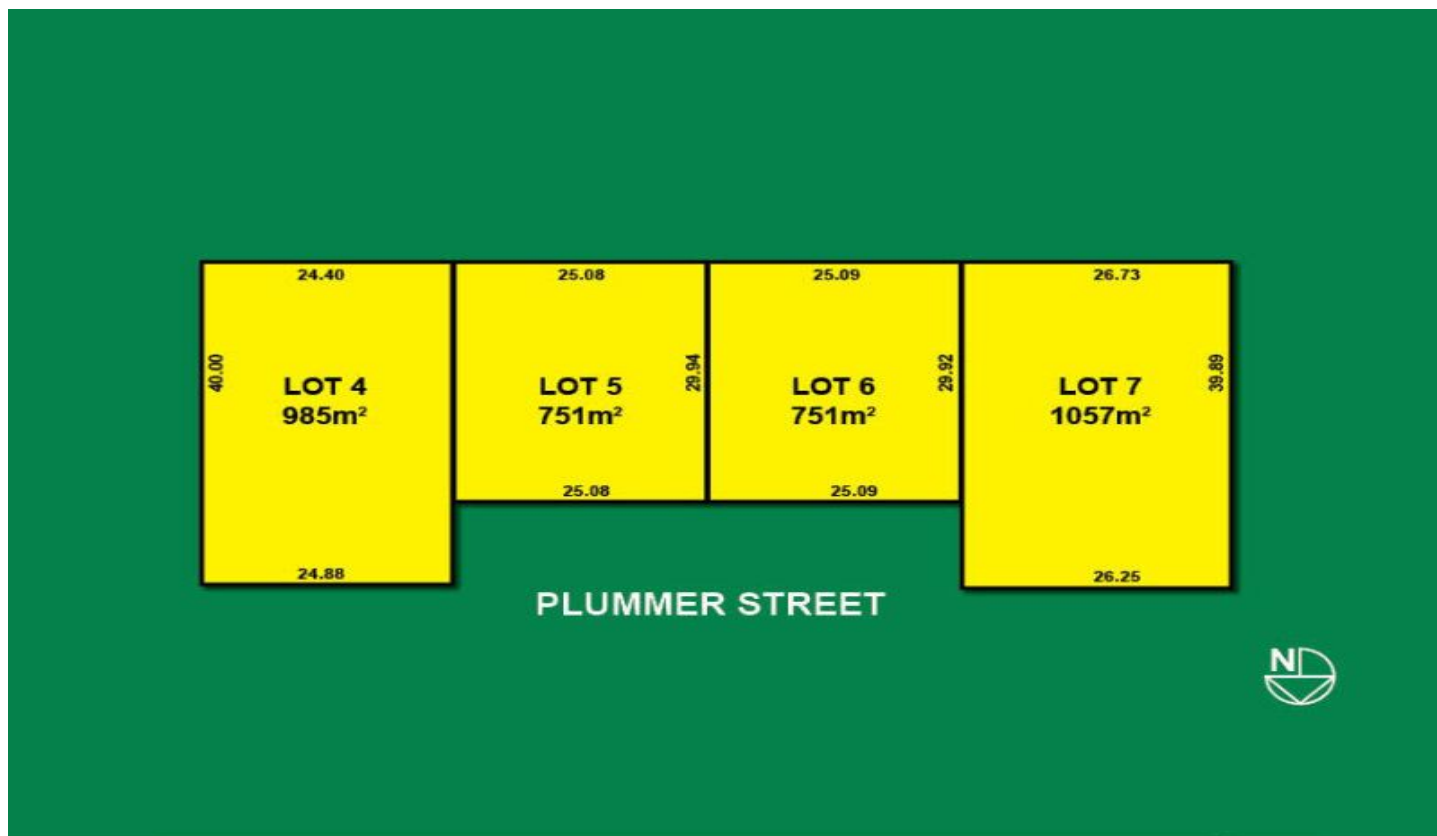 24.40
25.08
25.09
26.73
40.00
LOT 4
985m²
LOT 5
751m²
29.94
LOT 6
751m²
29.92
LOT 7
1057m²
39.89
25.08
25.09
24.88
26.25
PLUMMER STREET
N